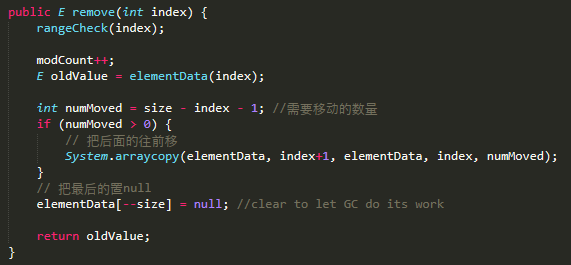 public E remove(int index) {
rangeCheck(index);
modCount++;
E oldValue = elementData(index);
int numMoved = size - index - 1; //需要移动的数量
if (numMoved > 0) {
// 把后面的往前移
System.arraycopy(elementData, index+1, elementData, index, numMoved);
}
// 把最后的置null
elementData[--size] = null; //clear to let GC do its work
return oldValue;
}